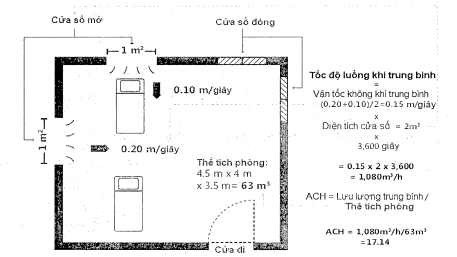 Cửa sổ mở
Cửa sổ đóng
1 m²
0.10 m/giây
1 m²
0.20 m/giây
Thể tích phòng:
4.5 m x 4 m
x 3.5 m= 63 m³
Cửa đi
Tốc độ luồng khí trung bình
=
Vận tốc không khí trung bình
(0.20+0.10)/2=0.15 m/giây
x
Diện tích cửa sổ = 2m²
x
3,600 giây
= 0.15 x 2 x 3,600
= 1,080m³/h
ACH = Lưu lượng trung bình /
Thể tích phòng
ACH = 1,080m³/h/63m³
=17.14